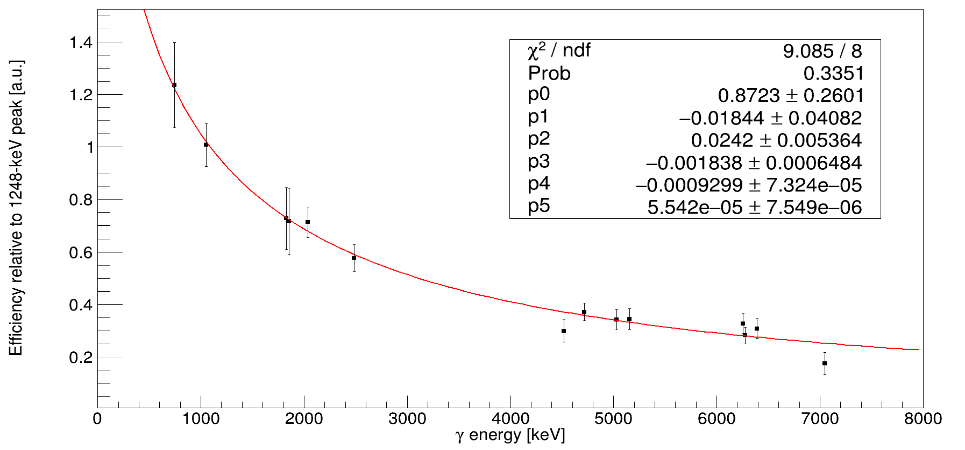 Efficiency relative to 1248-keV peak [a.u.]
1.4
1.2
1
0.8
0.6
0.4
0.2
0 1000 2000 3000 4000 5000 6000 7000 8000
γ energy [keV]
χ² / ndf 9.085 / 8
Prob 0.3351
p0 0.8723 ± 0.2601
p1 −0.01844 ± 0.04082
p2 0.0242 ± 0.005364
p3 −0.001838 ± 0.0006484
p4 −0.0009299 ± 7.324e−05
p5 5.542e−05 ± 7.549e−06